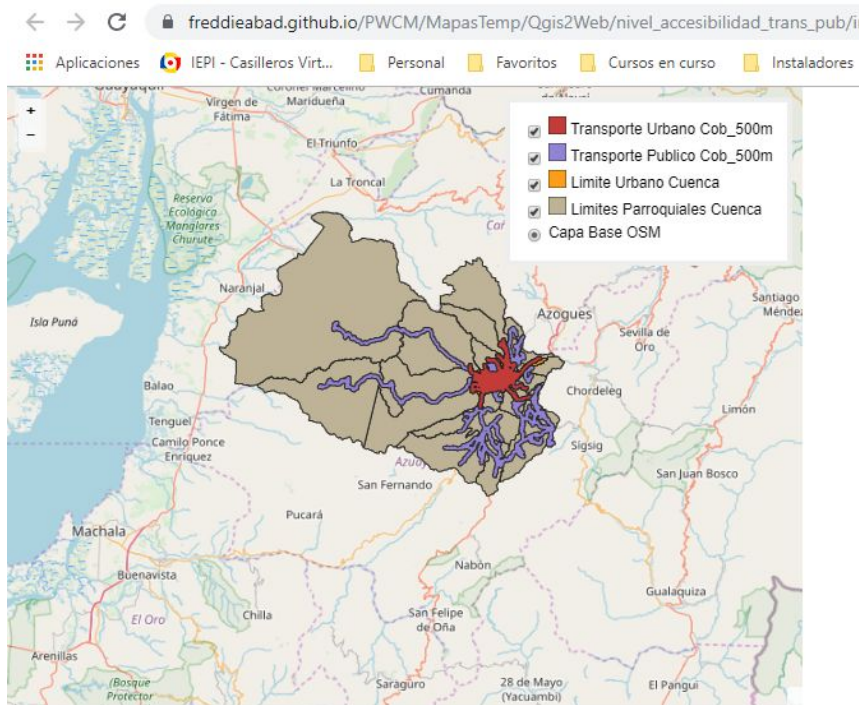 freddieabad.github.io/PWCM/MapasTemp/Qgis2Web/nivel_accesibilidad_trans_pub/i
Aplicaciones IEPI - Casilleros Virt... Personal Favoritos Cursos en curso Instaladores
+
−
Transporte Urbano Cob_500m
Transporte Publico Cob_500m
Limite Urbano Cuenca
Limites Parroquiales Cuenca
Capa Base OSM
Cumanda
Virgen de
Fátima
Maridueña
El Triunfo
La Troncal
Reserva
Ecológica
Manglares
Churute
Naranjal
Isla Puná
Azogues
Santiago
Sevilla de
Oro
Balao
Chordeleg
Limón
Tenguel
Camilo Ponce
Enríquez
Sígsig
Azuay
San Fernando
San Juan Bosco
Pucará
Machala
Nabón
Buenavista
Gualaquiza
El Oro
Chilla
San Felipe
de Oña
Arenillas
(Bosque
Protector
Saraguro
28 de Mayo
(Yacuambi)
El Pangui